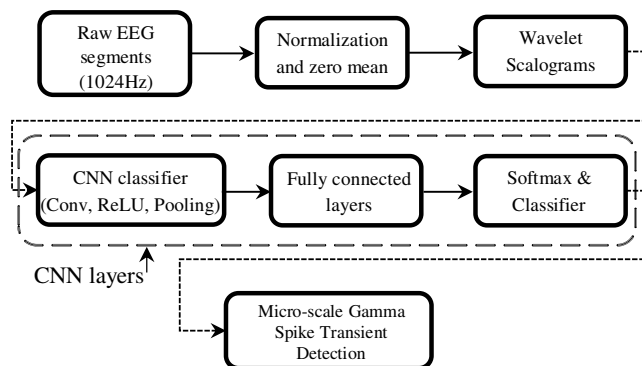 Raw EEG
segments
(1024Hz)
Normalization
and zero mean
Wavelet
Scalograms
CNN classifier
(Conv, ReLU, Pooling)
Fully connected
layers
Softmax &
Classifier
CNN layers
Micro-scale Gamma
Spike Transient
Detection